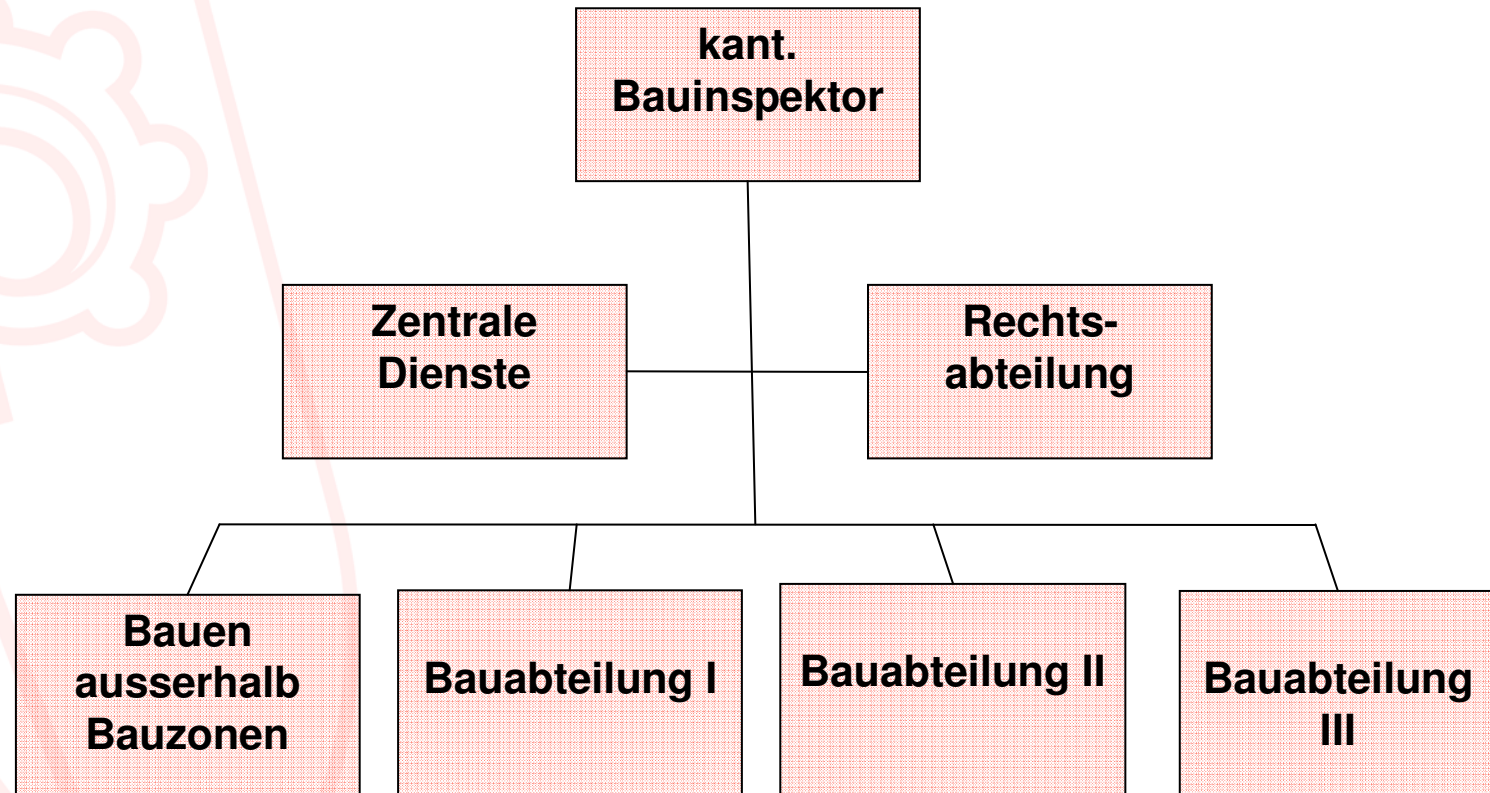 kant.
Bauinspektor
Zentrale
Dienste
Rechts-
abteilung
Bauen
ausserhalb
Bauzonen
Bauabteilung I
Bauabteilung II
Bauabteilung
III